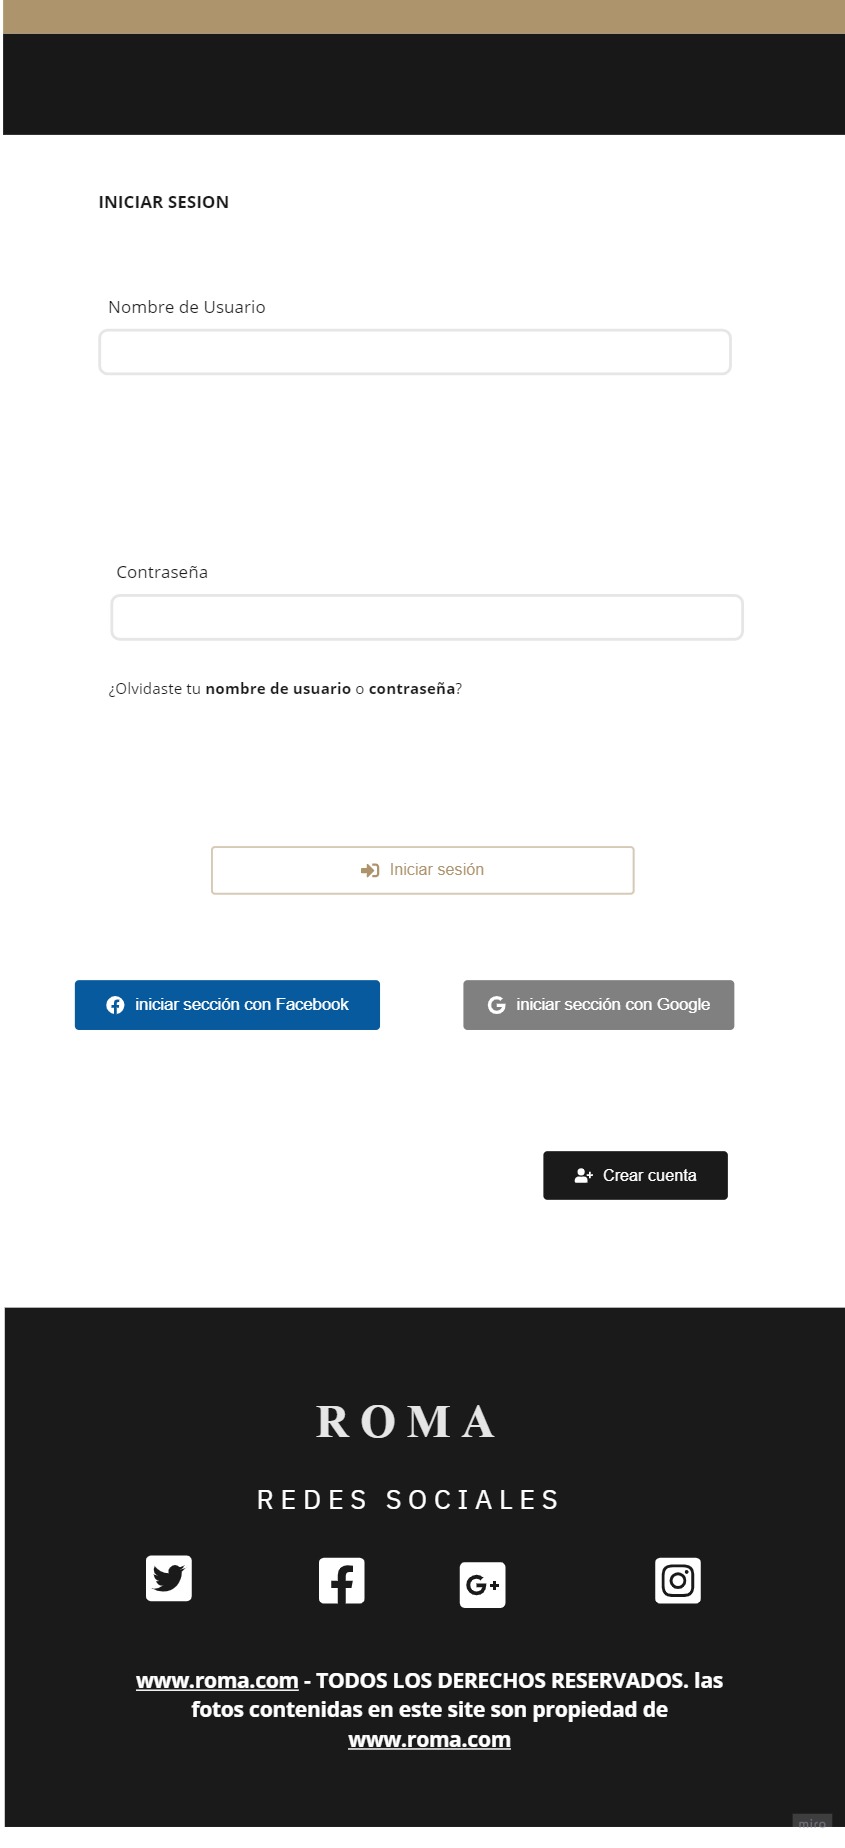 INICIAR SESION
Nombre de Usuario
Contraseña
¿Olvidaste tu nombre de usuario o contraseña?
Iniciar sesión
iniciar sección con Facebook
iniciar sección con Google
Crear cuenta
ROMA
REDES SOCIALES
www.roma.com - TODOS LOS DERECHOS RESERVADOS. las
fotos contenidas en este site son propiedad de
www.roma.com
miro